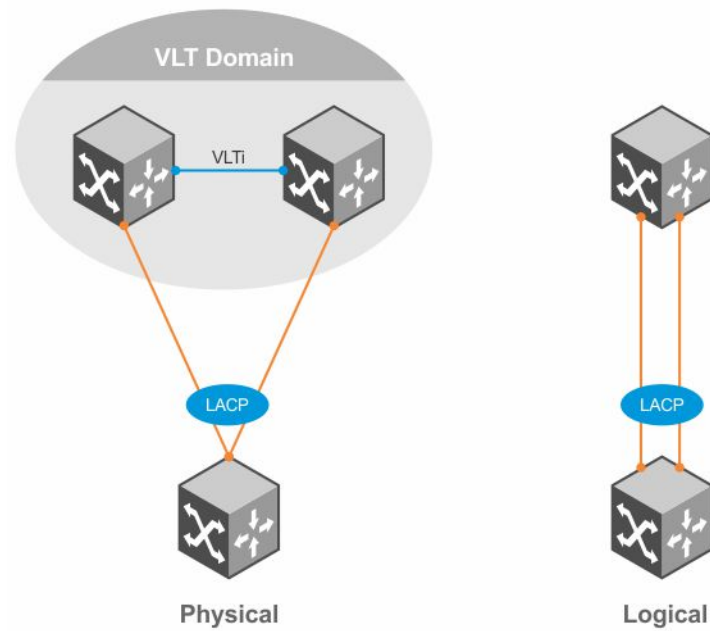 VLT Domain
VLTi
LACP
LACP
Physical
Logical